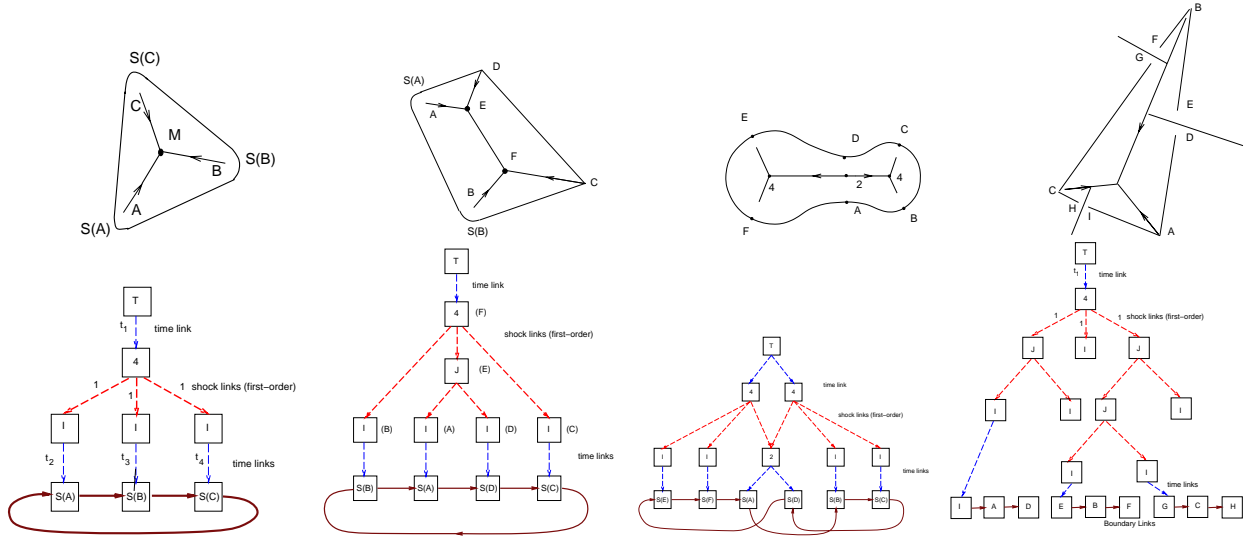 S(C)
C
M
S(B)
B
A
S(A)
T
t1
time link
4
1
1
1
shock links (first–order)
I
I
I
t2
t3
t4
time links
S(A)
S(B)
S(C)
D
S(A)
E
A
F
B
C
S(B)
T
time link
4
(F)
shock links (first–order)
J
(E)
I
(B)
I
(A)
I
(D)
I
(C)
time links
S(B)
S(A)
S(D)
S(C)
E
D
C
4
2
4
F
A
B
T
4
4
time link
shock links (first–order)
I
I
2
I
I
time links
S(E)
S(F)
S(A)
S(D)
S(B)
S(C)
B
F
G
E
D
C
H
I
A
T
t1
time link
4
1
1
1
shock links (first–order)
J
I
J
I
I
J
I
I
I
time links
I
A
D
E
B
F
G
C
H
Boundary Links